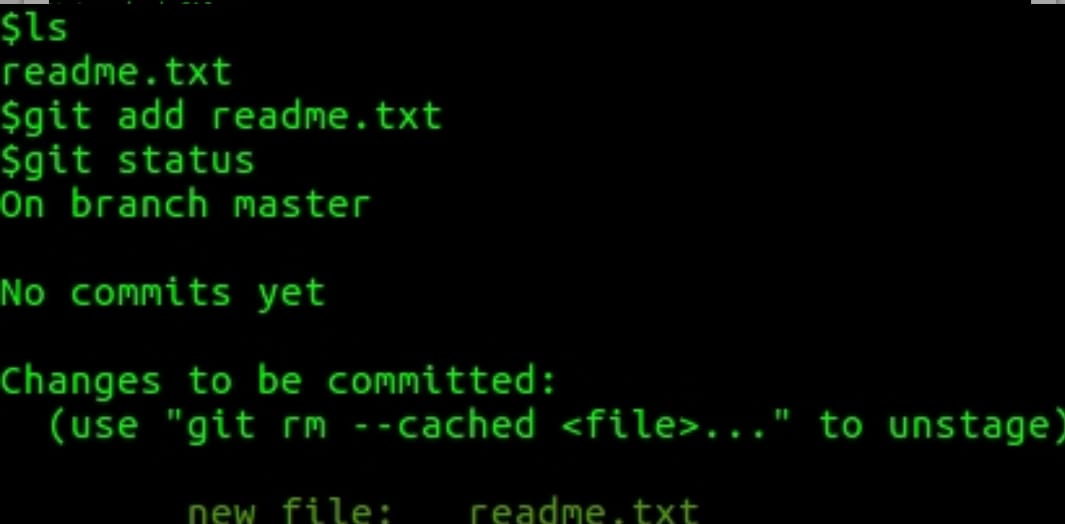 $ls
readme.txt
$git add readme.txt
$git status
On branch master
No commits yet
Changes to be committed:
(use "git rm --cached <file>..." to unstage)
new file: readme.txt